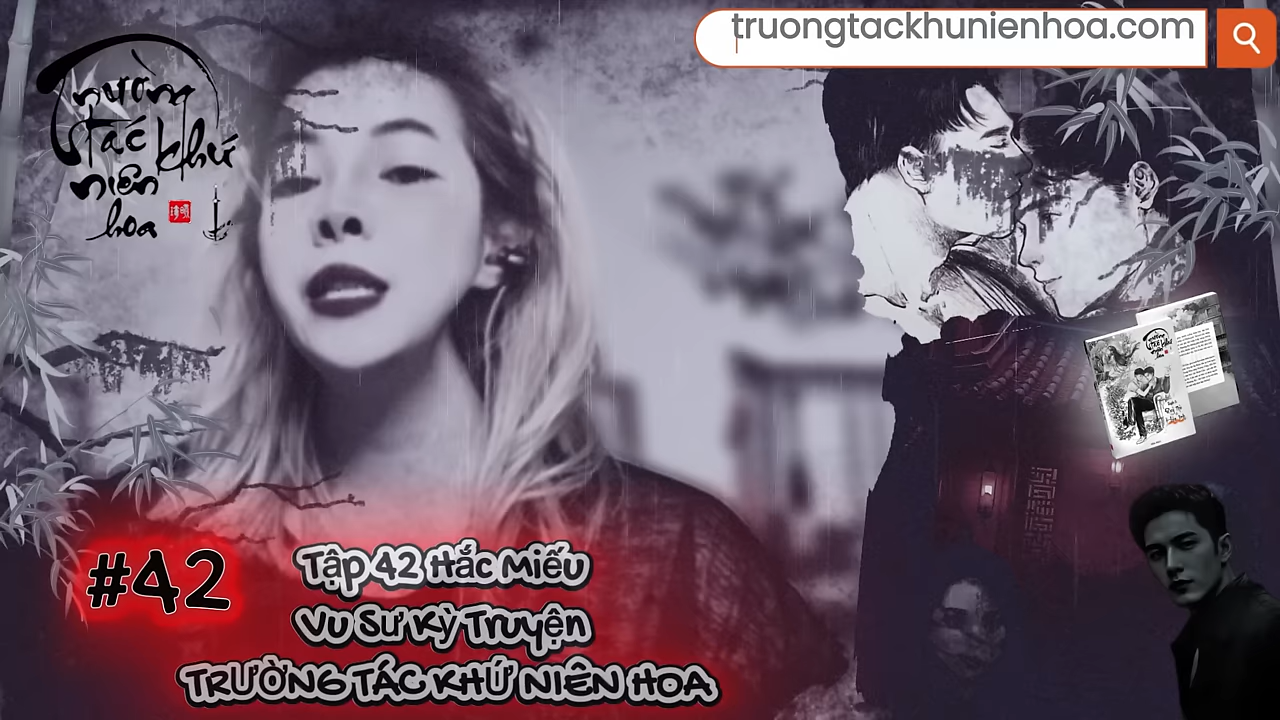 truongtackhunienhoa.com
Trường
Tác Khứ
niên
hoa
#42
Tập 42 Hắc Miếu
Vu Sư Kỳ Truyện
TRƯỜNG TÁC KHỨ NIÊN HOA